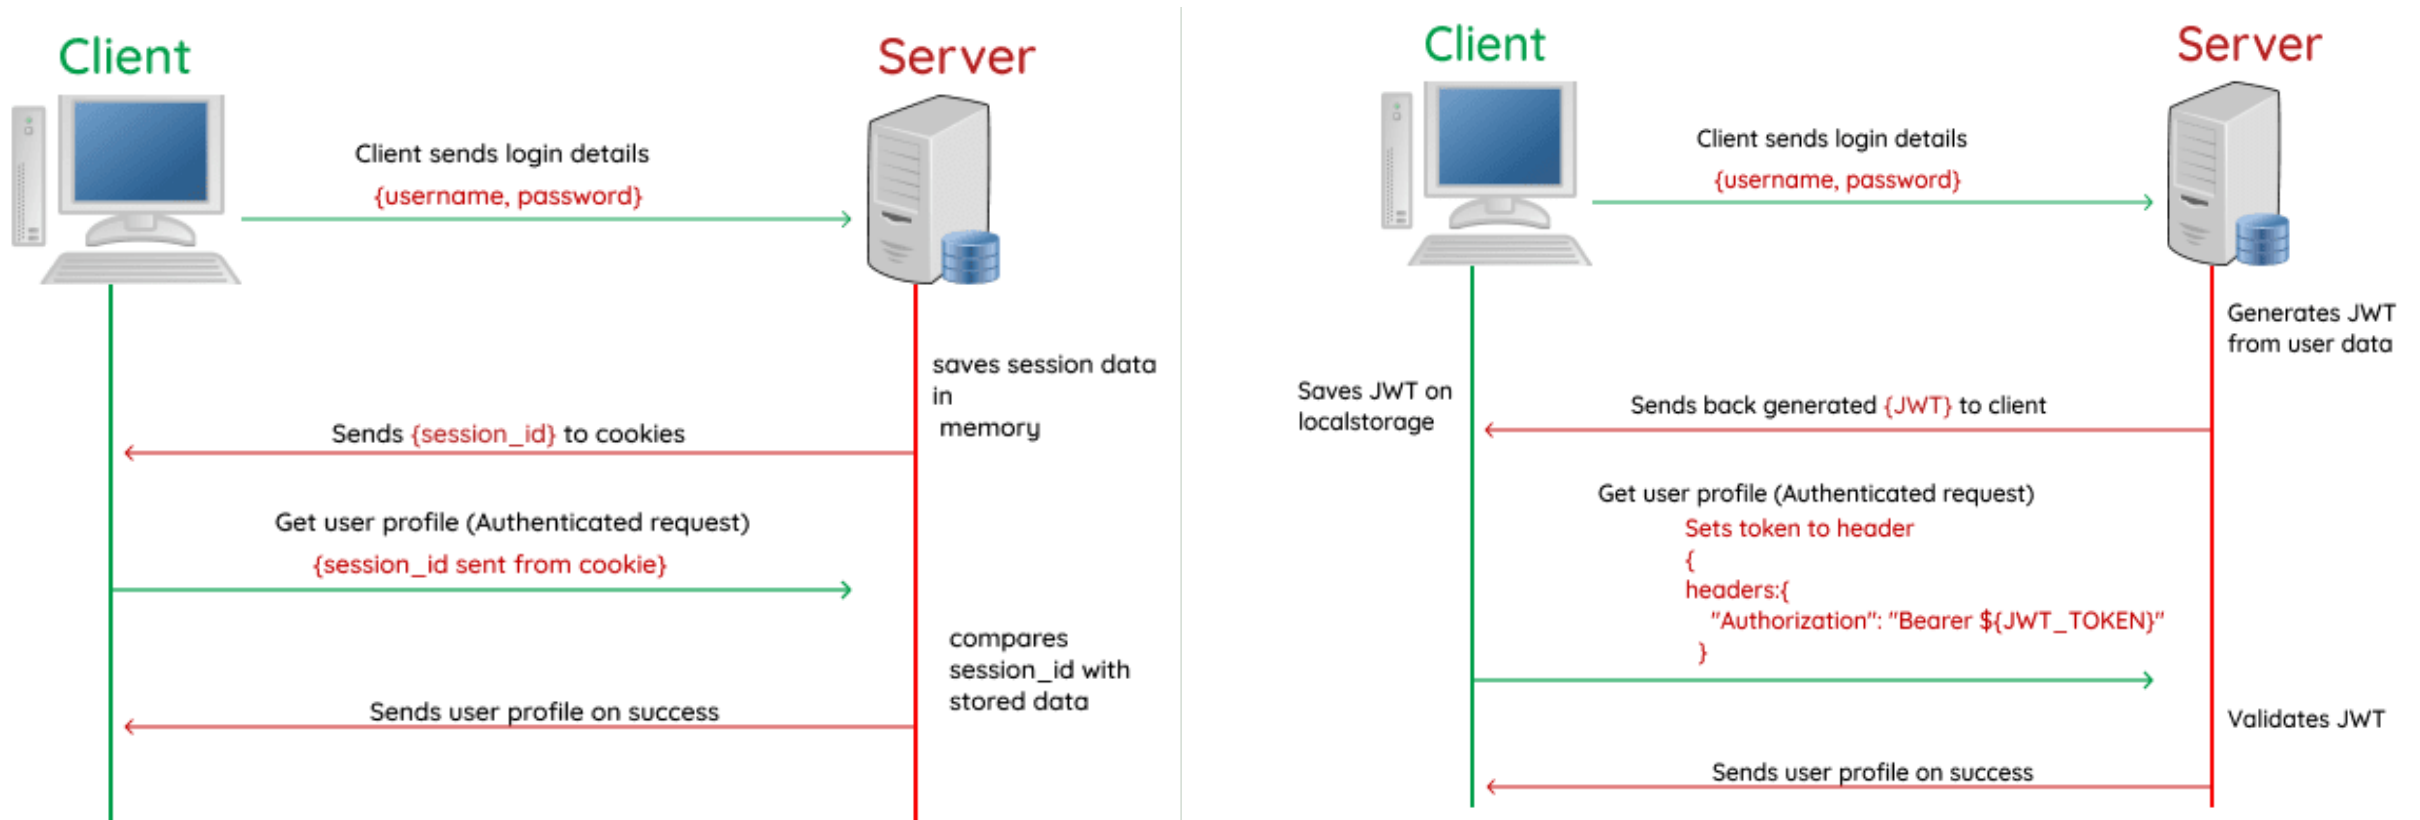 Client
Server
Client sends login details
{username, password}
saves session data
in
memory
Sends {session_id} to cookies
Get user profile (Authenticated request)
{session_id sent from cookie}
compares
session_id with
stored data
Sends user profile on success
Client
Server
Client sends login details
{username, password}
Generates JWT
from user data
Saves JWT on
localstorage
Sends back generated {JWT} to client
Get user profile (Authenticated request)
Sets token to header
{
headers:{
"Authorization": "Bearer ${JWT_TOKEN}"
}
Validates JWT
Sends user profile on success